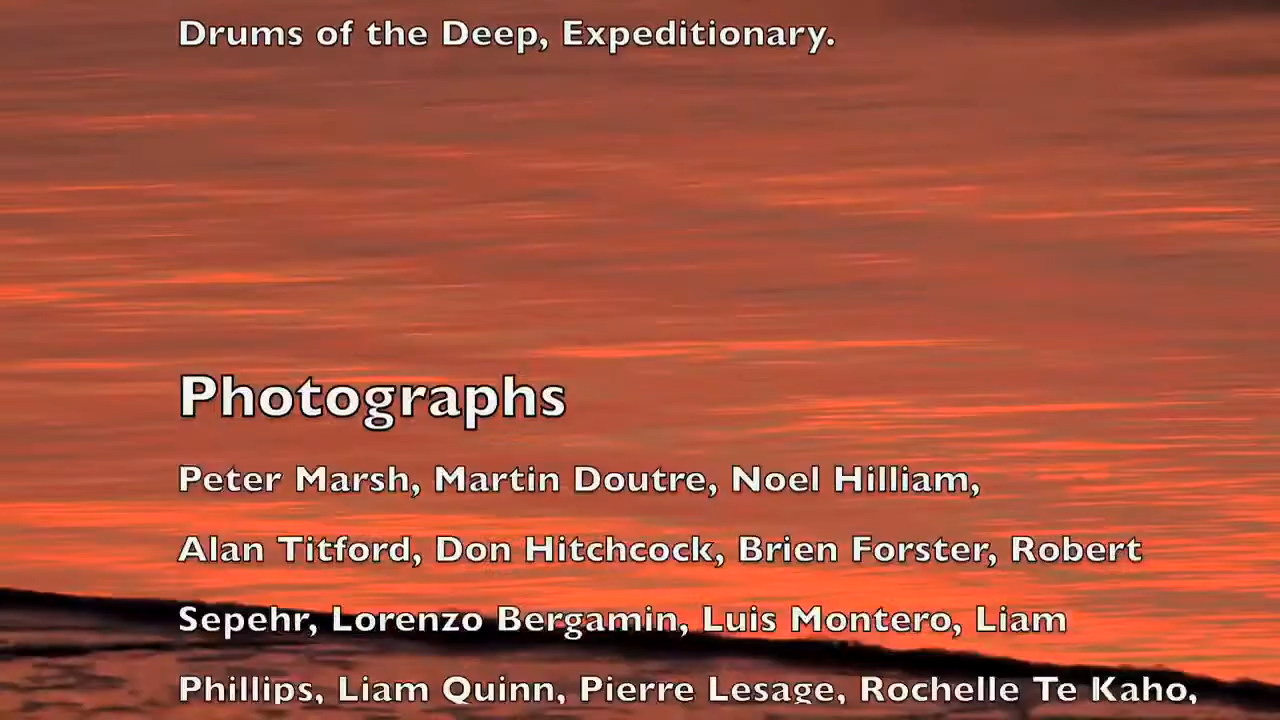 Drums of the Deep, Expeditionary.
Photographs
Peter Marsh, Martin Doutre, Noel Hilliam,
Alan Titford, Don Hitchcock, Brien Forster, Robert
Sepehr, Lorenzo Bergamin, Luis Montero, Liam
Phillips, Liam Quinn, Pierre Lesage, Rochelle Te Kaho,